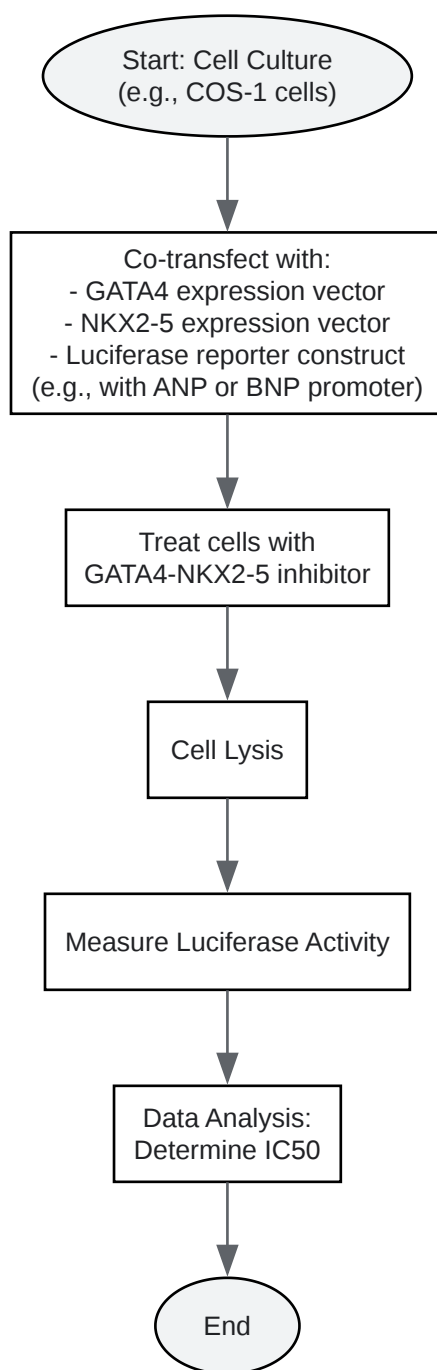 Start: Cell Culture
(e.g., COS-1 cells)
Co-transfect with:
- GATA4 expression vector
- NKX2-5 expression vector
- Luciferase reporter construct
(e.g., with ANP or BNP promoter)
Treat cells with
GATA4-NKX2-5 inhibitor
Cell Lysis
Measure Luciferase Activity
Data Analysis:
Determine IC50
End